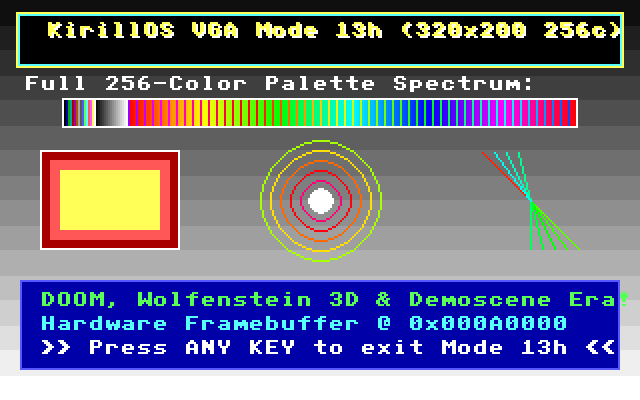 KirillOS VGA Mode 13h (320x200 256c)
Full 256-Color Palette Spectrum:
DOOM, Wolfenstein 3D & Demoscene Era!
Hardware Framebuffer @ 0x000A0000
>> Press ANY KEY to exit Mode 13h <<